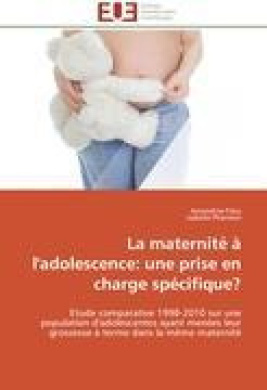 La maternité à
l'adolescence: une prise en
charge spécifique?
Etude comparative 1998-2010 sur une
population d'adolescentes ayant menées leur
grossesse à terme dans la même maternité